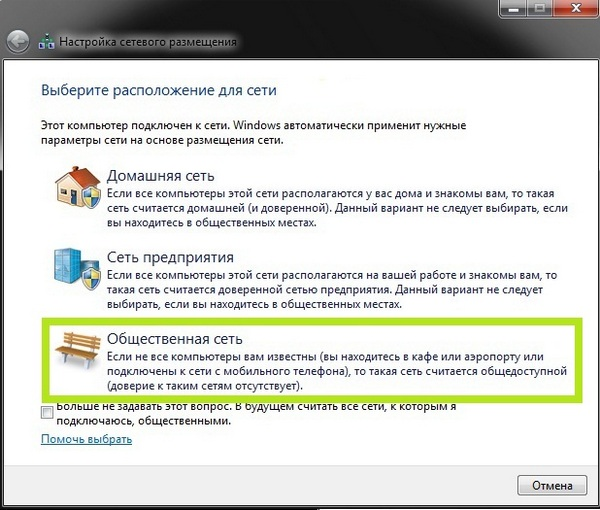 Настройка сетевого размещения
Выберите расположение для сети
Этот компьютер подключен к сети. Windows автоматически применит нужные
параметры сети на основе размещения сети.
Домашняя сеть
Если все компьютеры этой сети располагаются у вас дома и знакомы вам, то такая
сеть считается домашней (и доверенной). Данный вариант не следует выбирать, если
вы находитесь в общественных местах.
Сеть предприятия
Если все компьютеры этой сети располагаются на вашей работе и знакомы вам, то
такая сеть считается доверенной сетью предприятия. Данный вариант не следует
выбирать, если вы находитесь в общественных местах.
Общественная сеть
Если не все компьютеры вам известны (вы находитесь в кафе или аэропорту или
подключены к сети с мобильного телефона), то такая сеть считается общедоступной
(доверие к таким сетям отсутствует).
Больше не задавать этот вопрос. В будущем считать все сети, к которым я
подключаюсь, общественными.
Помочь выбрать
Отмена